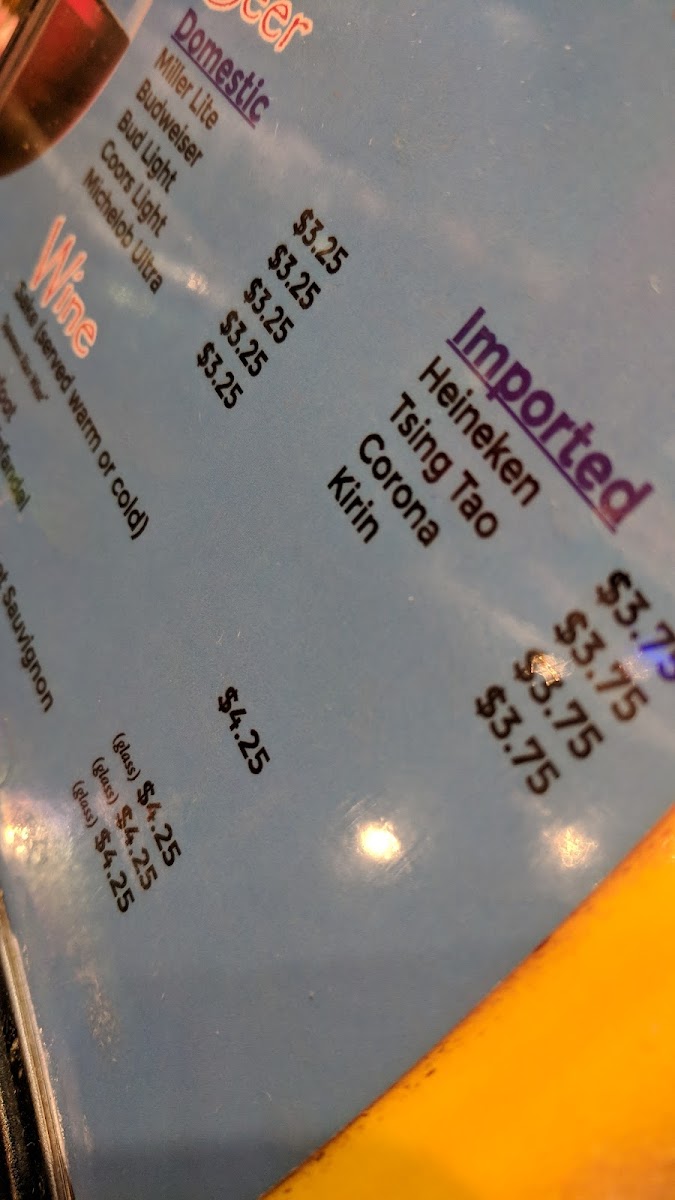 Beer
Domestic
Miller Lite $3.25
Budweiser $3.25
Bud Light $3.25
Coors Light $3.25
Michelob Ultra $3.25
Imported
Heineken $3.75
Tsing Tao $3.75
Corona $3.75
Kirin $3.75
Wine
Sake (served warm or cold) $4.25
(glass) $4.25
(glass) $4.25
Sauvignon (glass) $4.25